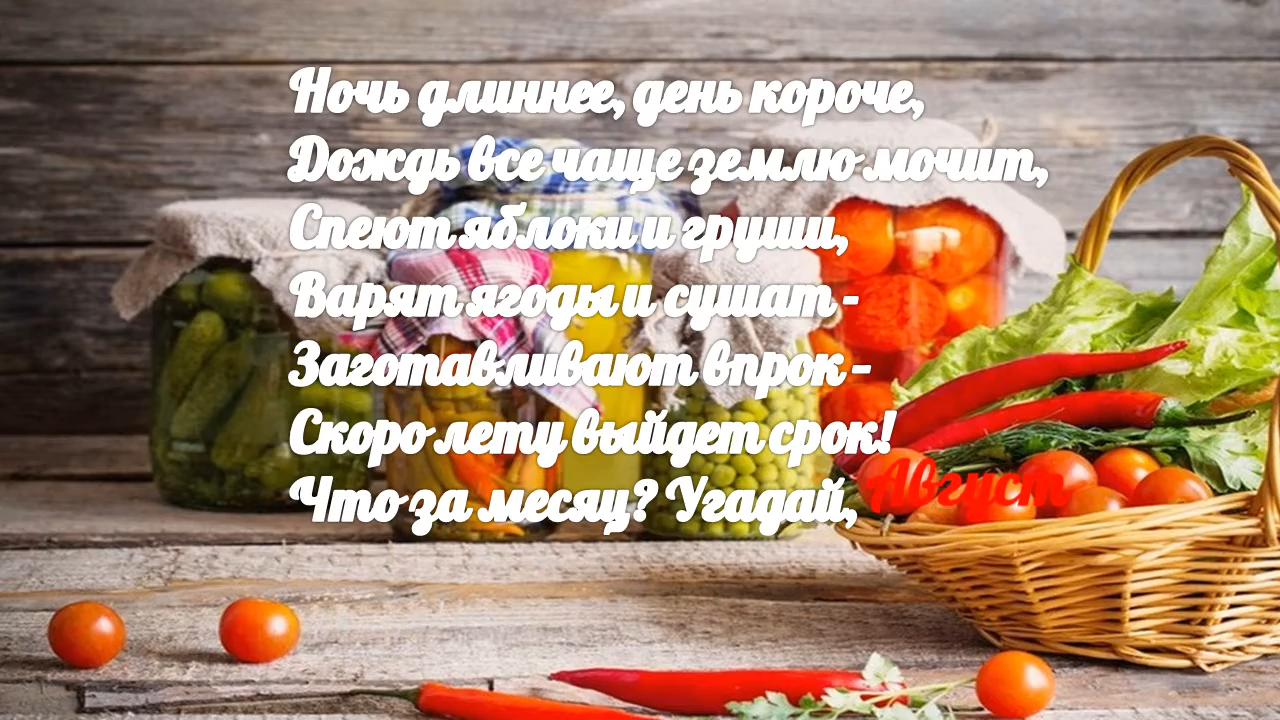 Ночь длиннее, день короче,
Дождь все чаще землю мочит,
Спеют яблоки и груши,
Варят ягоды и сушат -
Заготавливают впрок –
Скоро лету выйдет срок!
Что за месяц? Угадай, Август